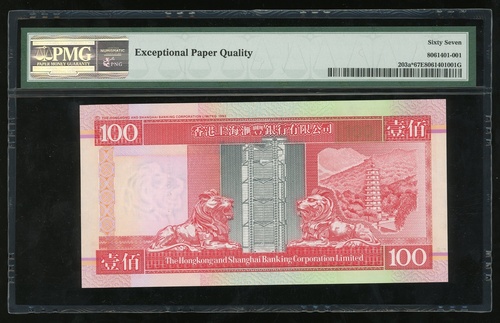 PMG
PAPER MONEY GUARANTY
NUMISMATIC
PMG
Exceptional Paper Quality
Sixty Seven
8061401-001
203a*67E8061401001G
100
香港上海滙豐銀行有限公司
壹佰
壹佰
The Hongkong and Shanghai Banking Corporation Limited
100